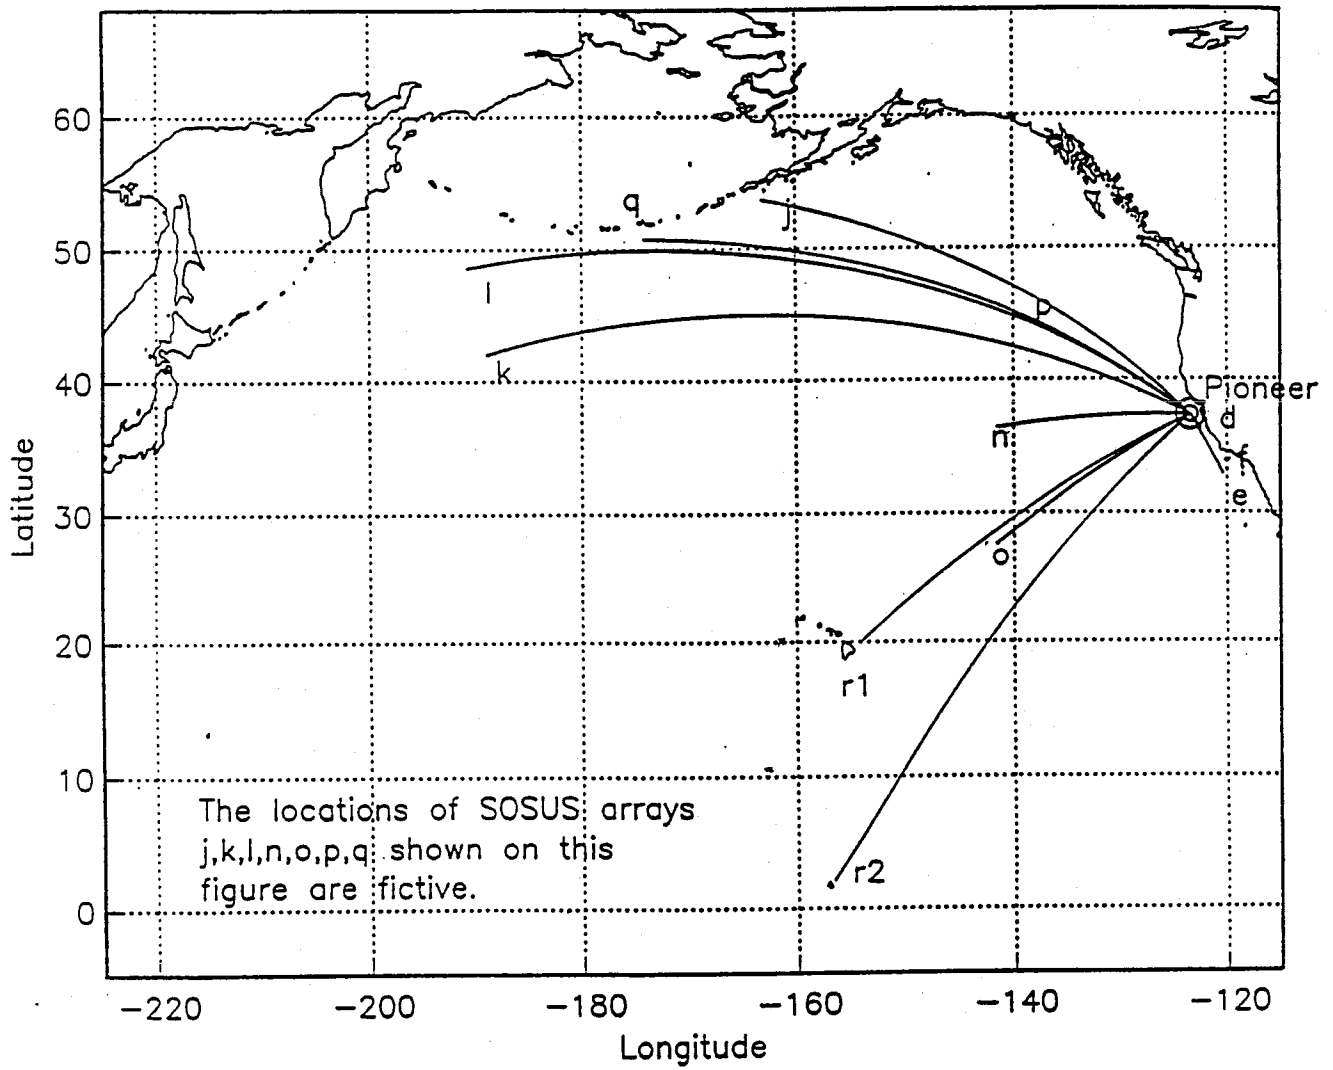 60
50
40
30
20
10
0
Latitude
q
j
l
p
k
Pioneer
n
d
f
e
o
r1
r2
The locations of SOSUS arrays
j,k,l,n,o,p,q shown on this
figure are fictive.
−220 −200 −180 −160 −140 −120
Longitude